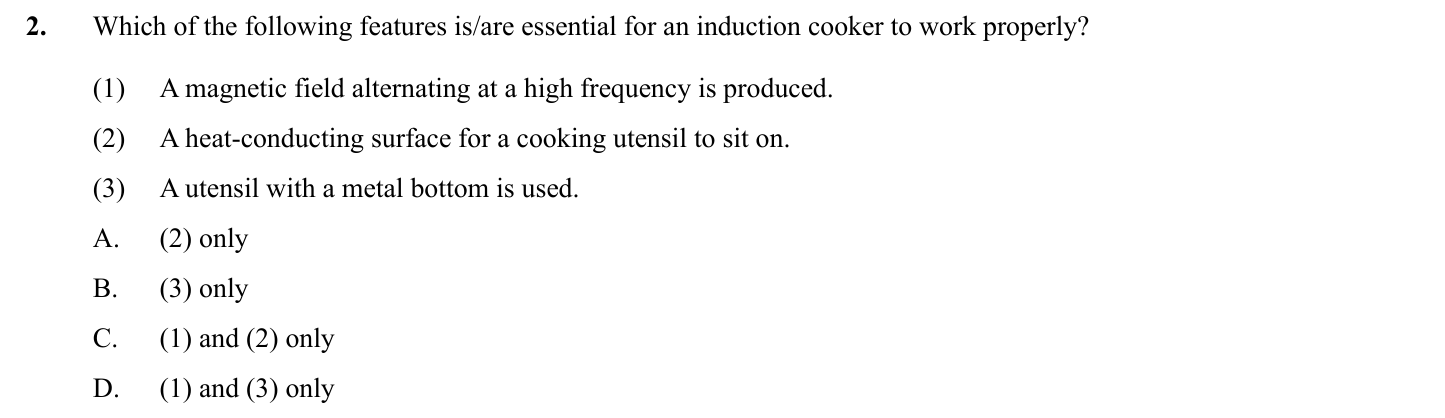 2. Which of the following features is/are essential for an induction cooker to work properly?
(1) A magnetic field alternating at a high frequency is produced.
(2) A heat-conducting surface for a cooking utensil to sit on.
(3) A utensil with a metal bottom is used.
A. (2) only
B. (3) only
C. (1) and (2) only
D. (1) and (3) only